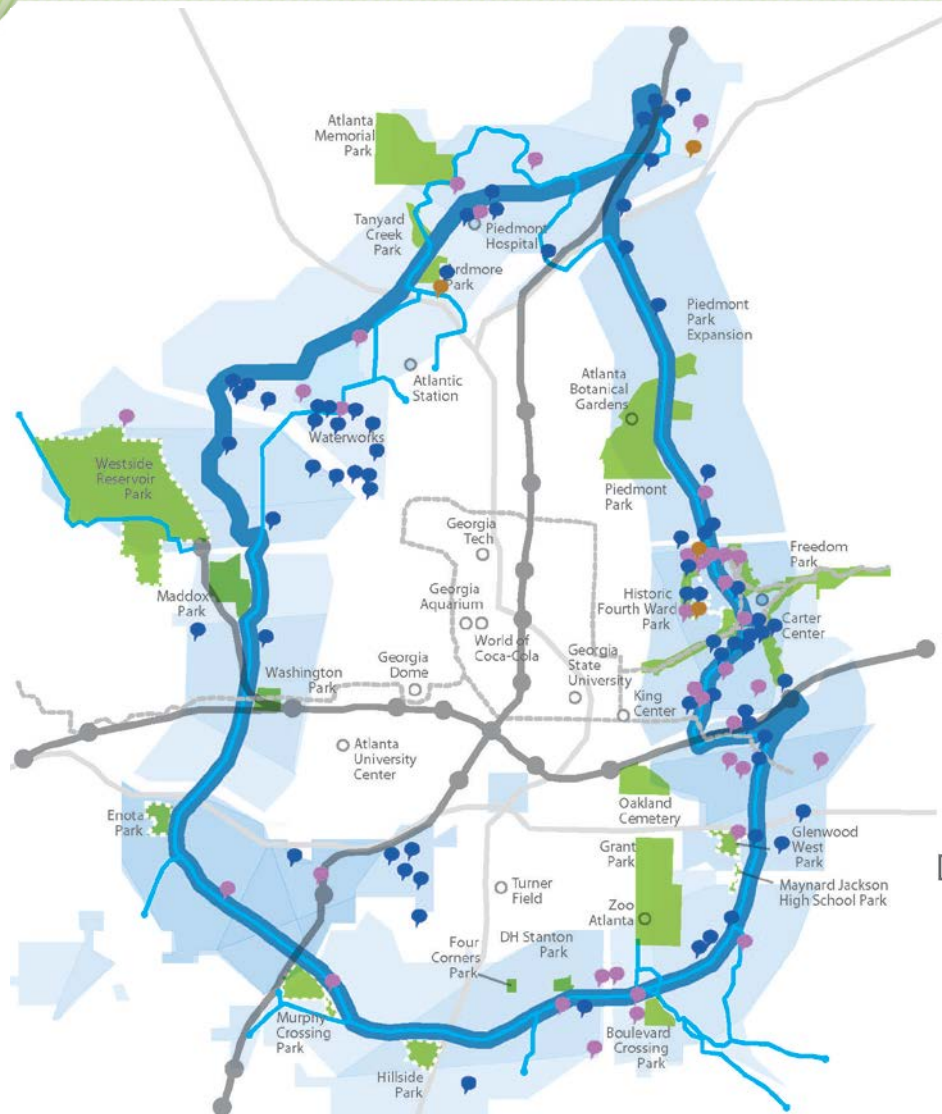 Atlanta
Memorial
Park
Tanyard
Creek
Park
Piedmont
Hospital
Ardmore
Park
Piedmont
Park
Expansion
Atlantic
Station
Atlanta
Botanical
Gardens
Waterworks
Westside
Reservoir
Park
Piedmont
Park
Georgia
Tech
Freedom
Park
Maddox
Park
Georgia
Aquarium
World of
Coca-Cola
Historic
Fourth Ward
Park
Carter
Center
Georgia
State
University
Washington
Park
Georgia
Dome
King
Center
Atlanta
University
Center
Enota
Park
Oakland
Cemetery
Glenwood
West
Park
Grant
Park
Maynard Jackson
High School Park
Turner
Field
Zoo
Atlanta
Four
Corners
Park
DH Stanton
Park
Murphy
Crossing
Park
Boulevard
Crossing
Park
Hillside
Park